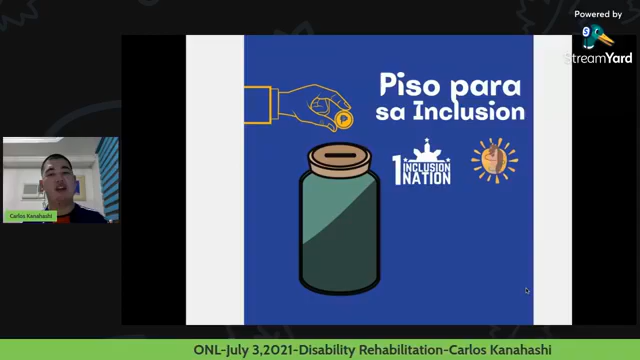 Powered by
StreamYard
Piso para
sa Inclusion
1 INCLUSION
NATION
P
Carlos Kanahashi
ONL-July 3,2021-Disability Rehabilitation-Carlos Kanahashi